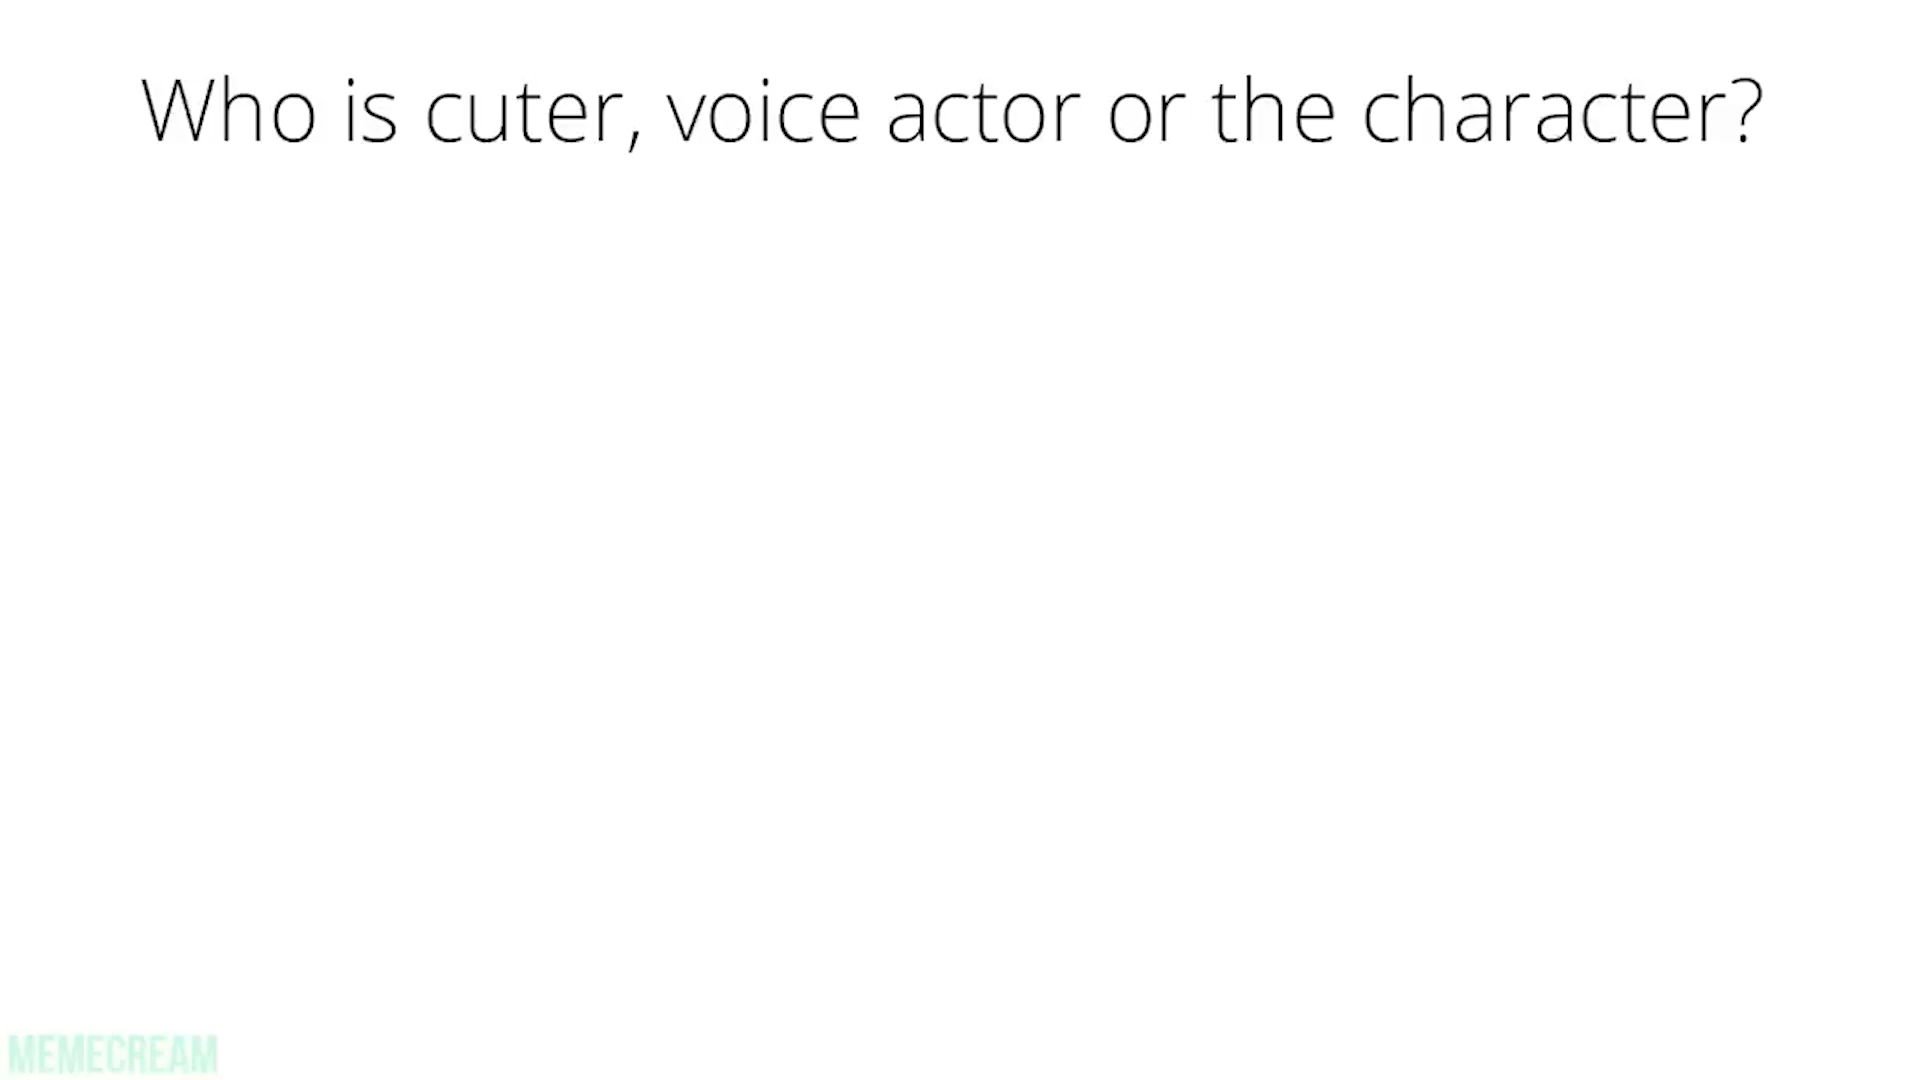 Who is cuter, voice actor or the character?
MEMECREAM